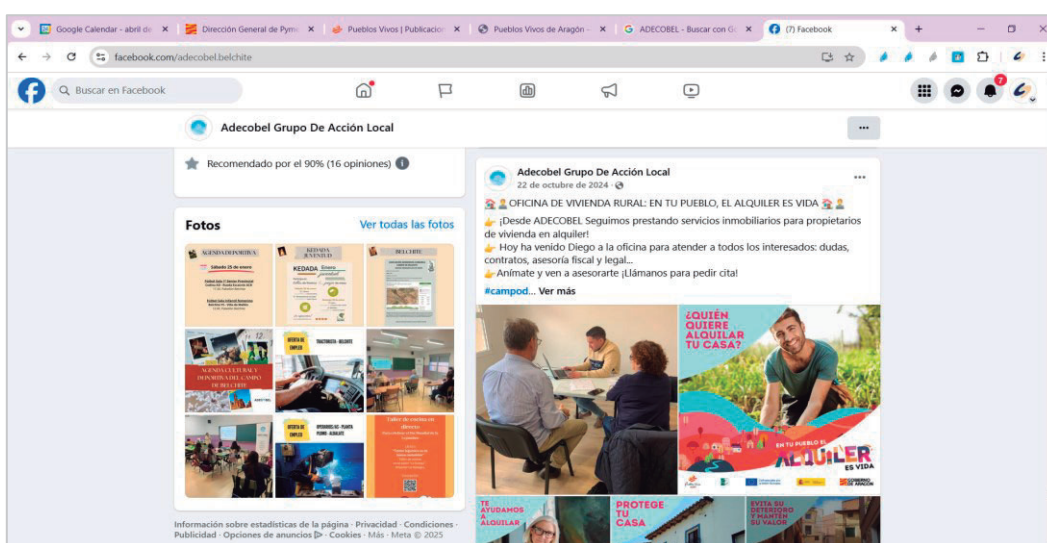 Google Calendar - abril de
Dirección General de Pyme
Pueblos Vivos | Publicacion
Pueblos Vivos de Aragón -
ADECOBEL - Buscar con Go
(7) Facebook
facebook.com/adecobel.belchite
Buscar en Facebook
7
Adecobel Grupo De Acción Local
Recomendado por el 90% (16 opiniones)
Fotos
Ver todas las fotos
AGENDA DEPORTIVA
Sábado 25 de enero
KEDADA
JUVENTUD
KEDADA Enero
BELCHITE
AGENDA CULTURAL Y
DEPORTIVA DEL CAMPO
DE BELCHITE
OFERTA DE
EMPLEO
TRACTORISTA - BELCHITE
OFERTA DE
EMPLEO
Taller de cocina en
directo
Información sobre estadísticas de la página · Privacidad · Condiciones ·
Publicidad · Opciones de anuncios · Cookies · Más · Meta © 2025
Adecobel Grupo De Acción Local
22 de octubre de 2024 ·
OFICINA DE VIVIENDA RURAL: EN TU PUEBLO, EL ALQUILER ES VIDA
¡Desde ADECOBEL Seguimos prestando servicios inmobiliarios para propietarios
de vivienda en alquiler!
Hoy ha venido Diego a la oficina para atender a todos los interesados: dudas,
contratos, asesoría fiscal y legal...
Anímate y ven a asesorarte ¡Llámanos para pedir cita!
#campod... Ver más
¿QUIÉN
QUIERE
ALQUILAR
TU CASA?
EN TU PUEBLO EL
ALQUILER
ES VIDA
GOBIERNO
DE ARAGON
TE
AYUDAMOS
A
ALQUILAR
PROTEGE
TU
CASA
EVITA SU
DETERIORO
Y MANTÉN
SU VALOR